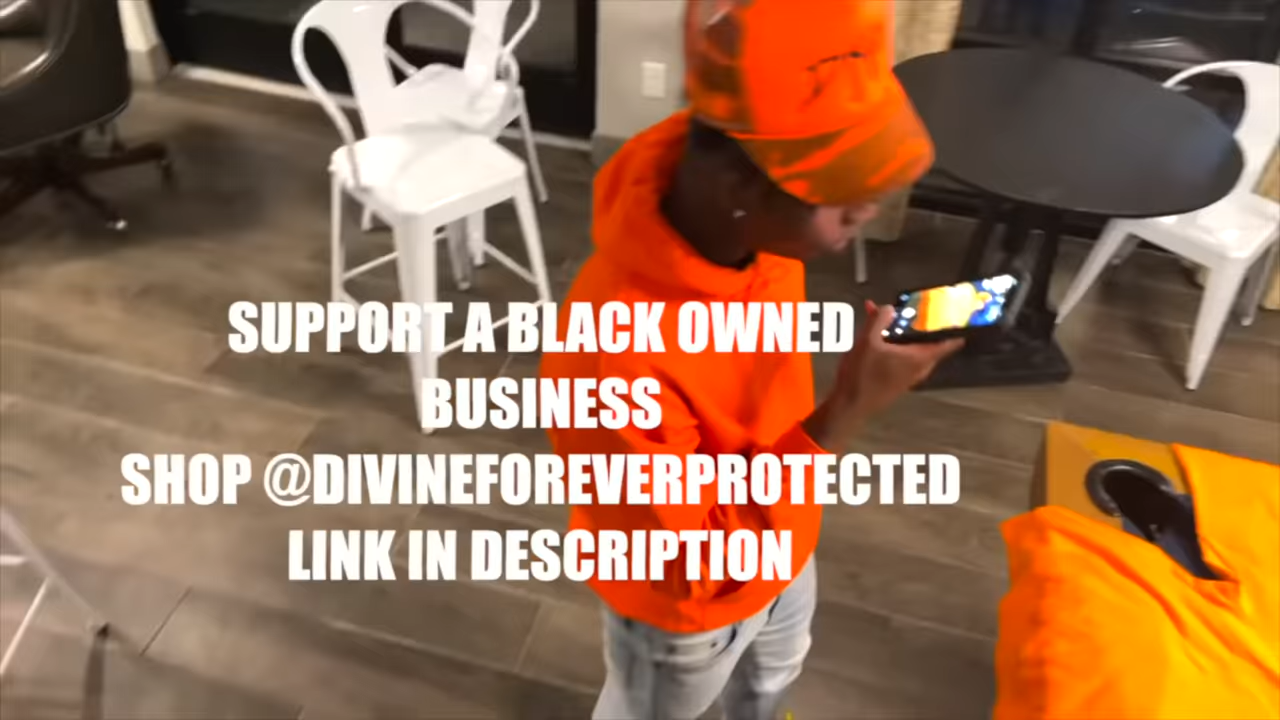 SUPPORT A BLACK OWNED
BUSINESS
SHOP @DIVINEFOREVERPROTECTED
LINK IN DESCRIPTION